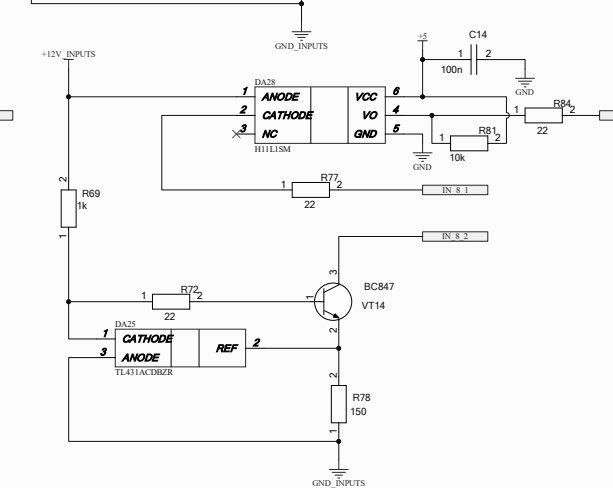 GND_INPUTS
+12V_INPUTS
+5
C14
1 2
100n
GND
DA28
1 ANODE VCC 6
2 CATHODE VO 4
3 NC GND 5
H11L1SM
GND
1 R84 2
22
R81
1 2
10k
1 R77 2
22
IN_8_1
IN_8_2
2
R69
1k
1
3
BC847
1
VT14
2
1 R72 2
22
DA25
1 CATHODE
REF 2
3 ANODE
TL431ACDBZR
2
R78
150
1
GND_INPUTS